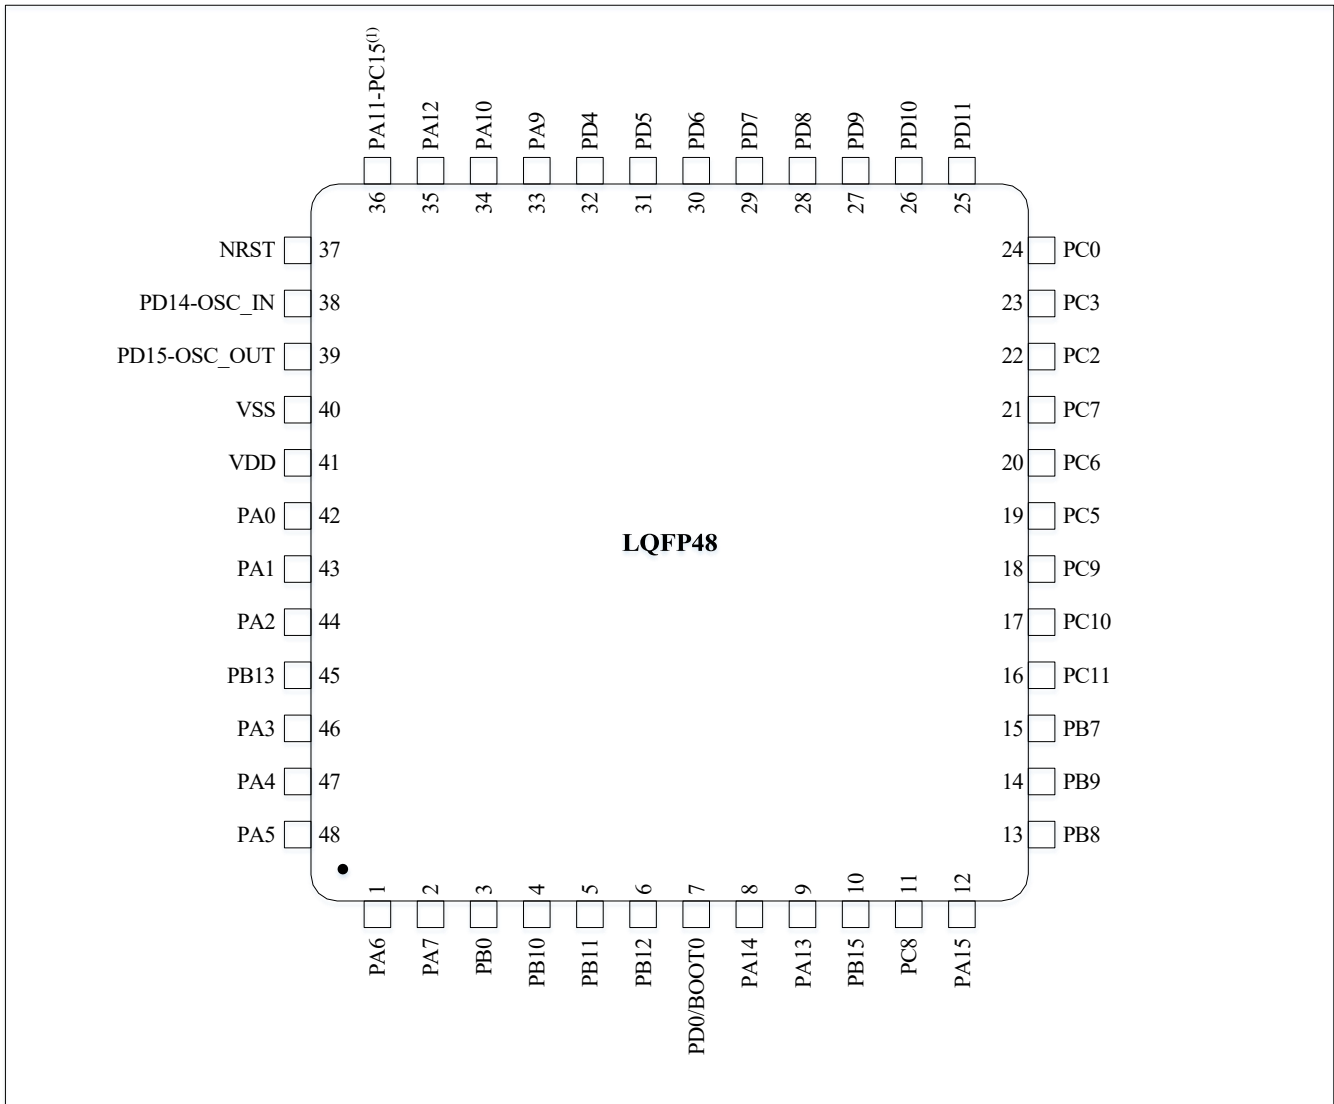 PA11-PC15(1)
PA12
PA10
PA9
PD4
PD5
PD6
PD7
PD8
PD9
PD10
PD11
36
35
34
33
32
31
30
29
28
27
26
25
NRST 37
24 PC0
PD14-OSC_IN 38
23 PC3
PD15-OSC_OUT 39
22 PC2
VSS 40
21 PC7
VDD 41
20 PC6
PA0 42
19 PC5
LQFP48
PA1 43
18 PC9
PA2 44
17 PC10
PB13 45
16 PC11
PA3 46
15 PB7
PA4 47
14 PB9
PA5 48
13 PB8
1
2
3
4
5
6
7
8
9
10
11
12
PA6
PA7
PB0
PB10
PB11
PB12
PD0/BOOT0
PA14
PA13
PB15
PC8
PA15